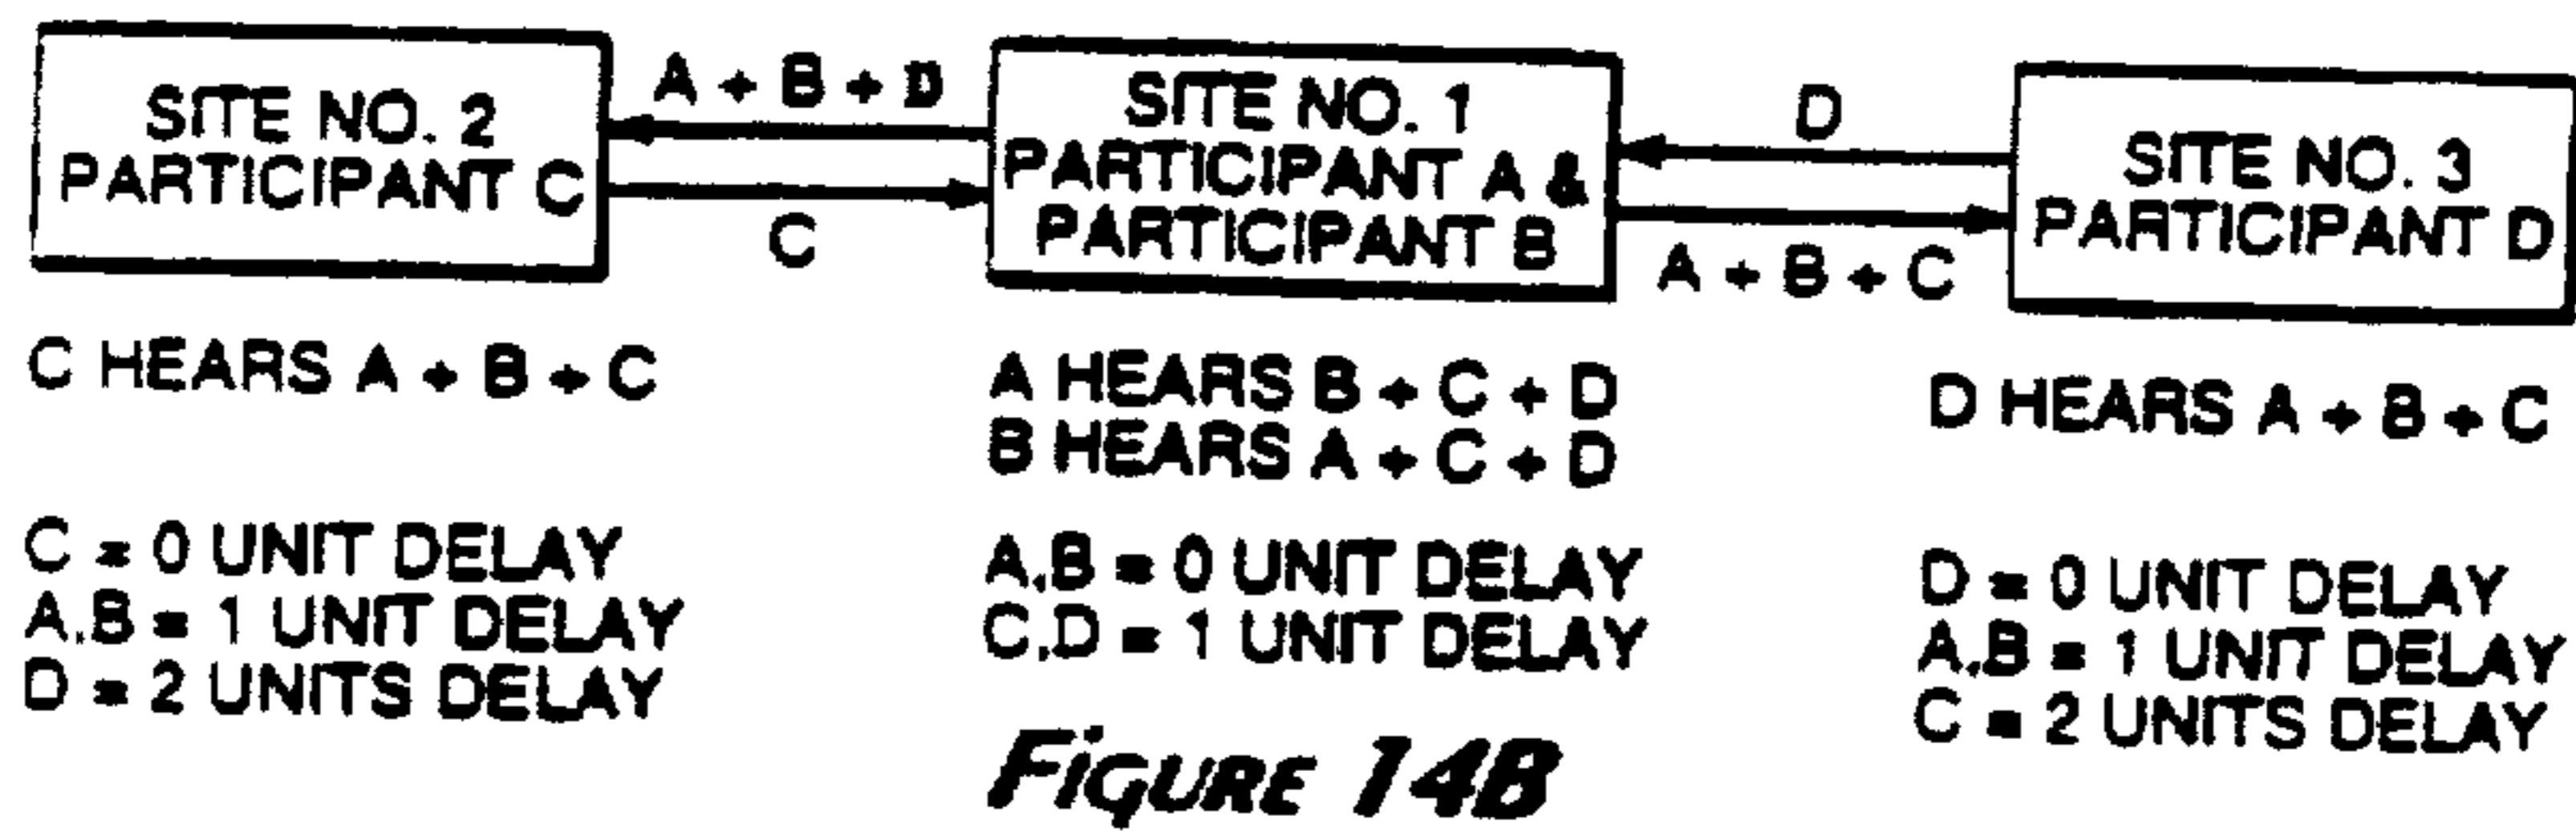 SITE NO. 2
PARTICIPANT C
A + B + D
C
SITE NO. 1
PARTICIPANT A &
PARTICIPANT B
D
A + B + C
SITE NO. 3
PARTICIPANT D
C HEARS A + B + C
A HEARS B + C + D
B HEARS A + C + D
D HEARS A + B + C
C = 0 UNIT DELAY
A,B = 1 UNIT DELAY
D = 2 UNITS DELAY
A,B = 0 UNIT DELAY
C,D = 1 UNIT DELAY
D = 0 UNIT DELAY
A,B = 1 UNIT DELAY
C = 2 UNITS DELAY
FIGURE 14B